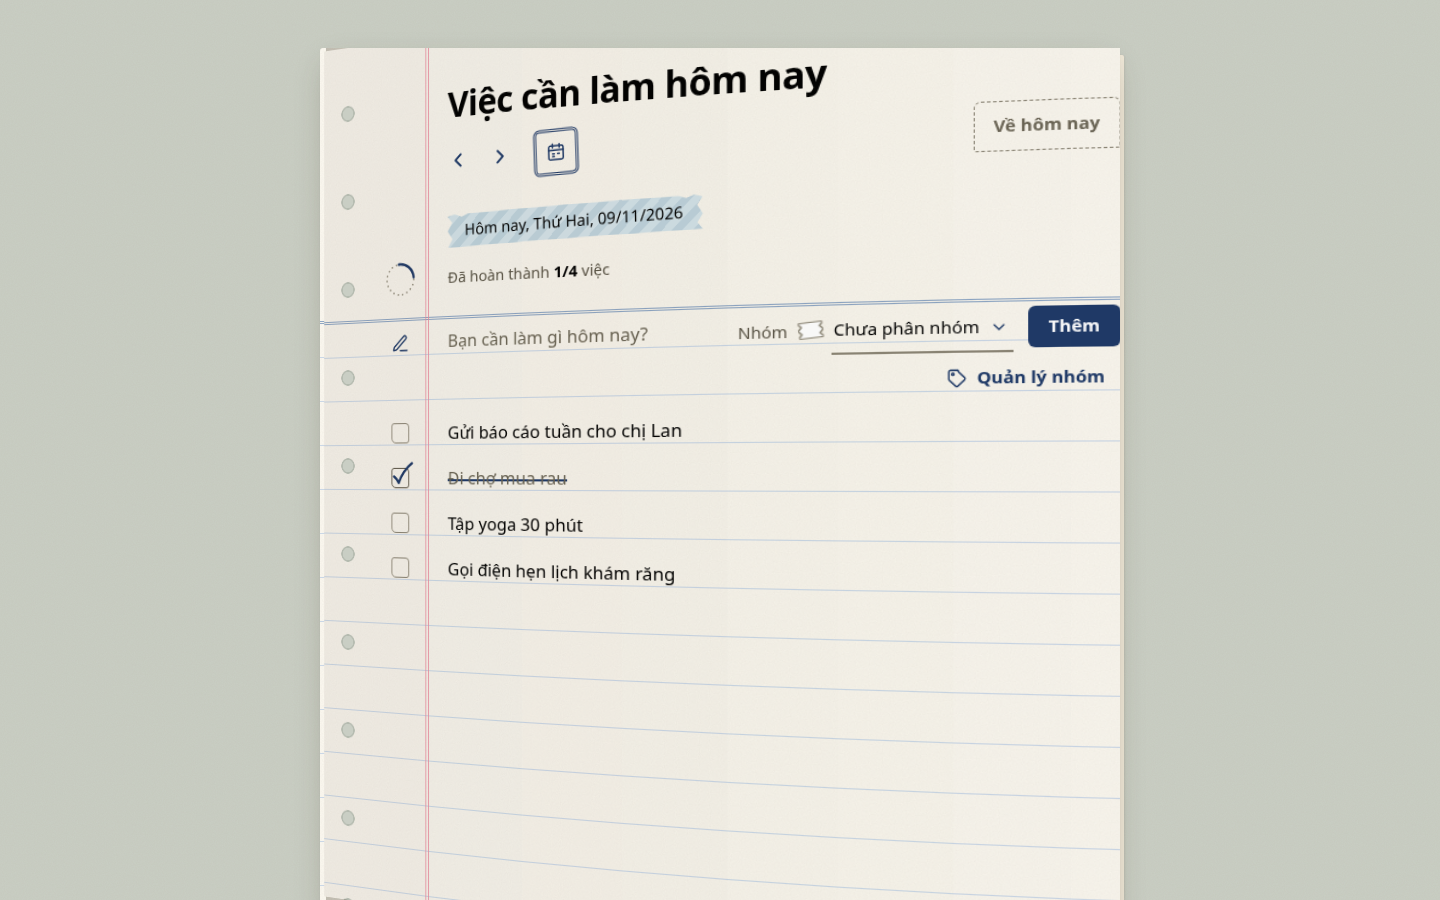 Việc cần làm hôm nay
Về hôm nay
Hôm nay, Thứ Hai, 09/11/2026
Đã hoàn thành 1/4 việc
Bạn cần làm gì hôm nay? Nhóm Chưa phân nhóm Thêm
Quản lý nhóm
Gửi báo cáo tuần cho chị Lan
Đi chợ mua rau
Tập yoga 30 phút
Gọi điện hẹn lịch khám răng